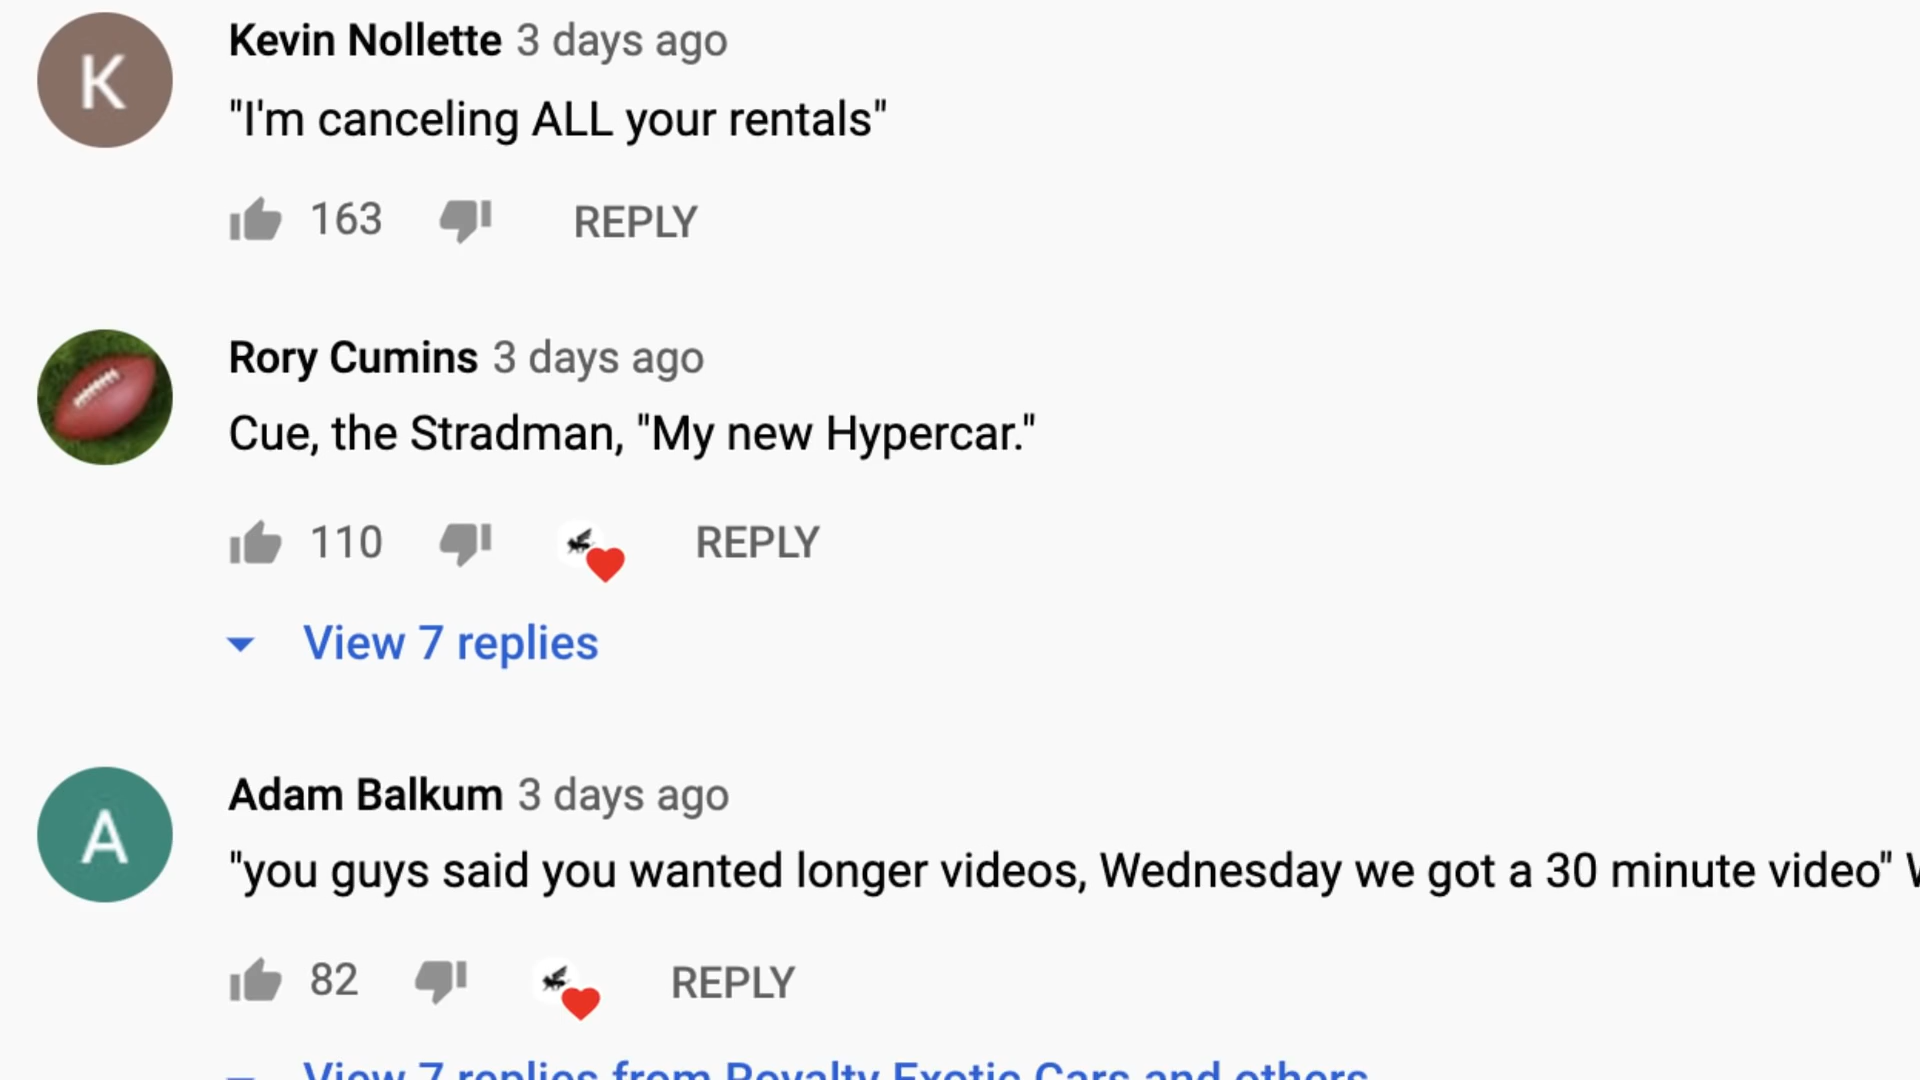 K
Kevin Nollette 3 days ago
"I'm canceling ALL your rentals"
163 REPLY
Rory Cumins 3 days ago
Cue, the Stradman, "My new Hypercar."
110 REPLY
View 7 replies
A
Adam Balkum 3 days ago
"you guys said you wanted longer videos, Wednesday we got a 30 minute video"
82 REPLY
View 7 replies from Royalty Exotic Cars and others